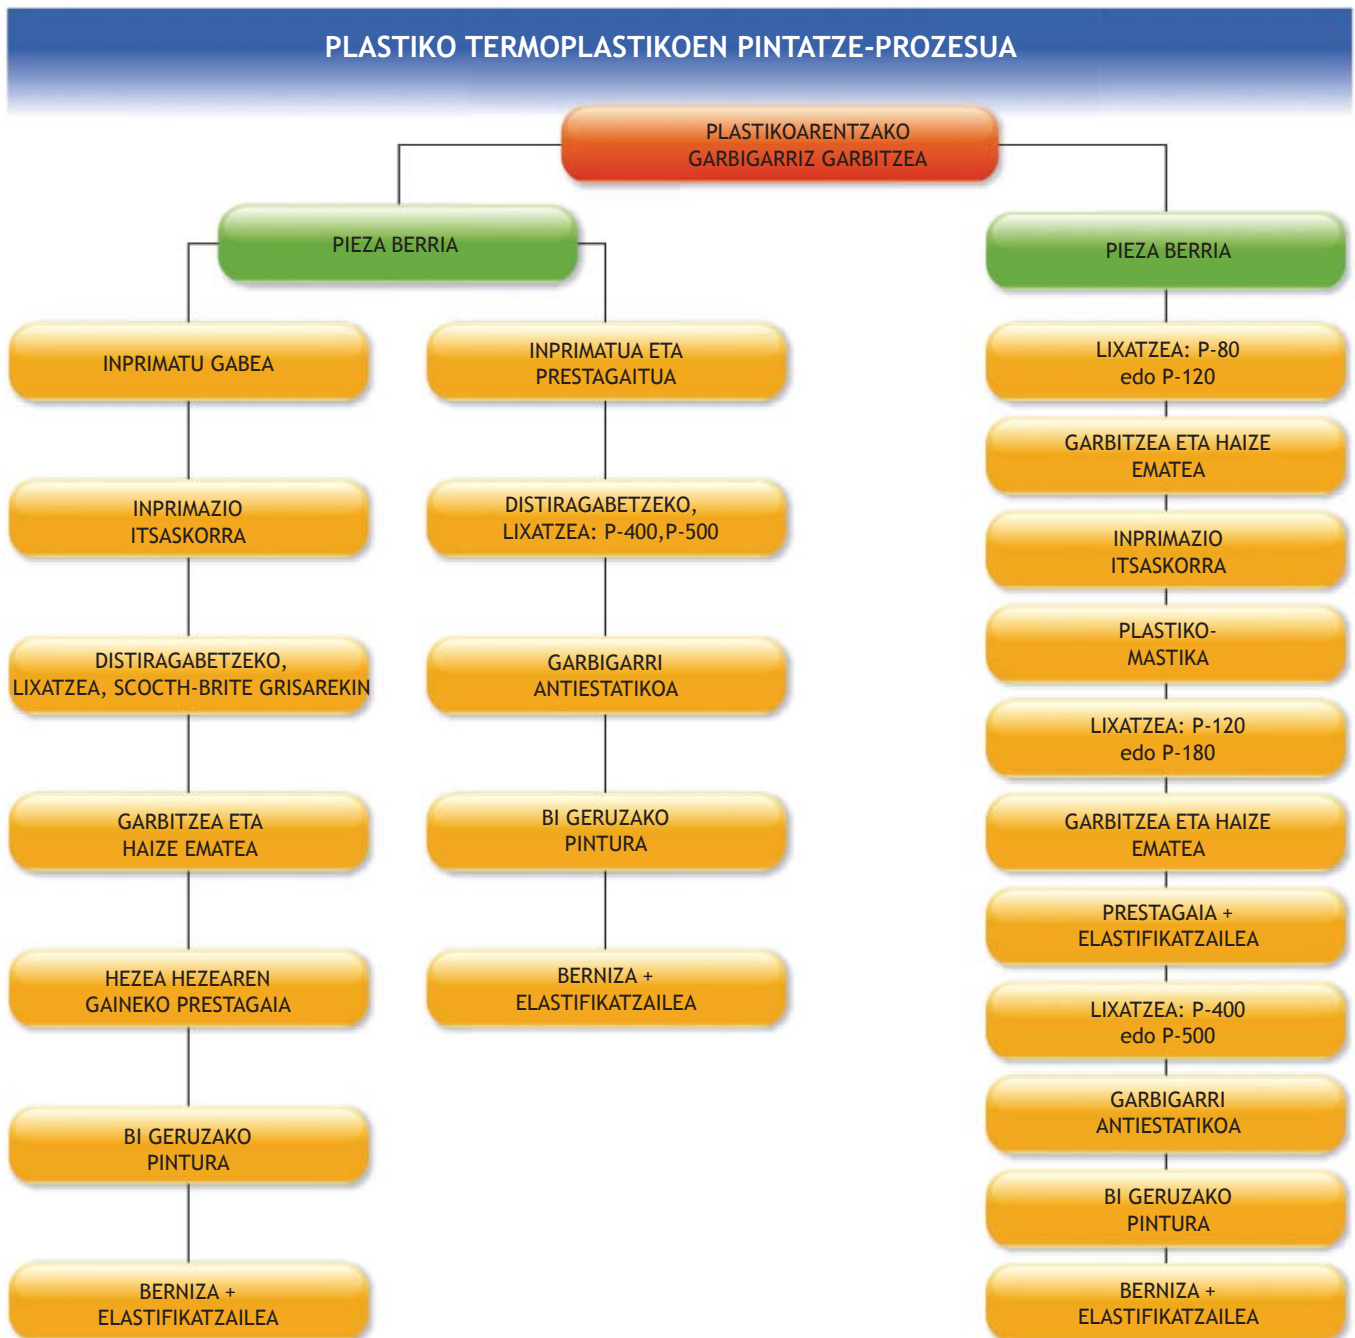 PLASTIKO TERMOPLASTIKOEN PINTATZE-PROZESUA
PLASTIKOARENTZAKO
GARBIGARRIZ GARBITZEA
PIEZA BERRIA
INPRIMATU GABEA
INPRIMAZIO
ITSASKORRA
DISTIRAGABETZEKO,
LIXATZEA, SCOCTH-BRITE GRISAREKIN
GARBITZEA ETA
HAIZE EMATEA
HEZEA HEZEAREN
GAINEKO PRESTAGAIA
BI GERUZAKO
PINTURA
BERNIZA +
ELASTIFIKATZAILEA
INPRIMATUA ETA
PRESTAGAITUA
DISTIRAGABETZEKO,
LIXATZEA: P-400,P-500
GARBIGARRI
ANTIESTATIKOA
BI GERUZAKO
PINTURA
BERNIZA +
ELASTIFIKATZAILEA
PIEZA BERRIA
LIXATZEA: P-80
edo P-120
GARBITZEA ETA HAIZE
EMATEA
INPRIMAZIO
ITSASKORRA
PLASTIKO-
MASTIKA
LIXATZEA: P-120
edo P-180
GARBITZEA ETA HAIZE
EMATEA
PRESTAGAIA +
ELASTIFIKATZAILEA
LIXATZEA: P-400
edo P-500
GARBIGARRI
ANTIESTATIKOA
BI GERUZAKO
PINTURA
BERNIZA +
ELASTIFIKATZAILEA